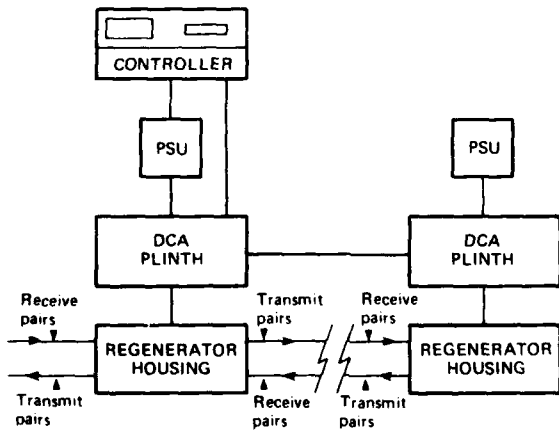 CONTROLLER
PSU
PSU
DCA
PLINTH
DCA
PLINTH
Receive
pairs
Transmit
pairs
Receive
pairs
REGENERATOR
HOUSING
REGENERATOR
HOUSING
Transmit
pairs
Receive
pairs
Transmit
pairs